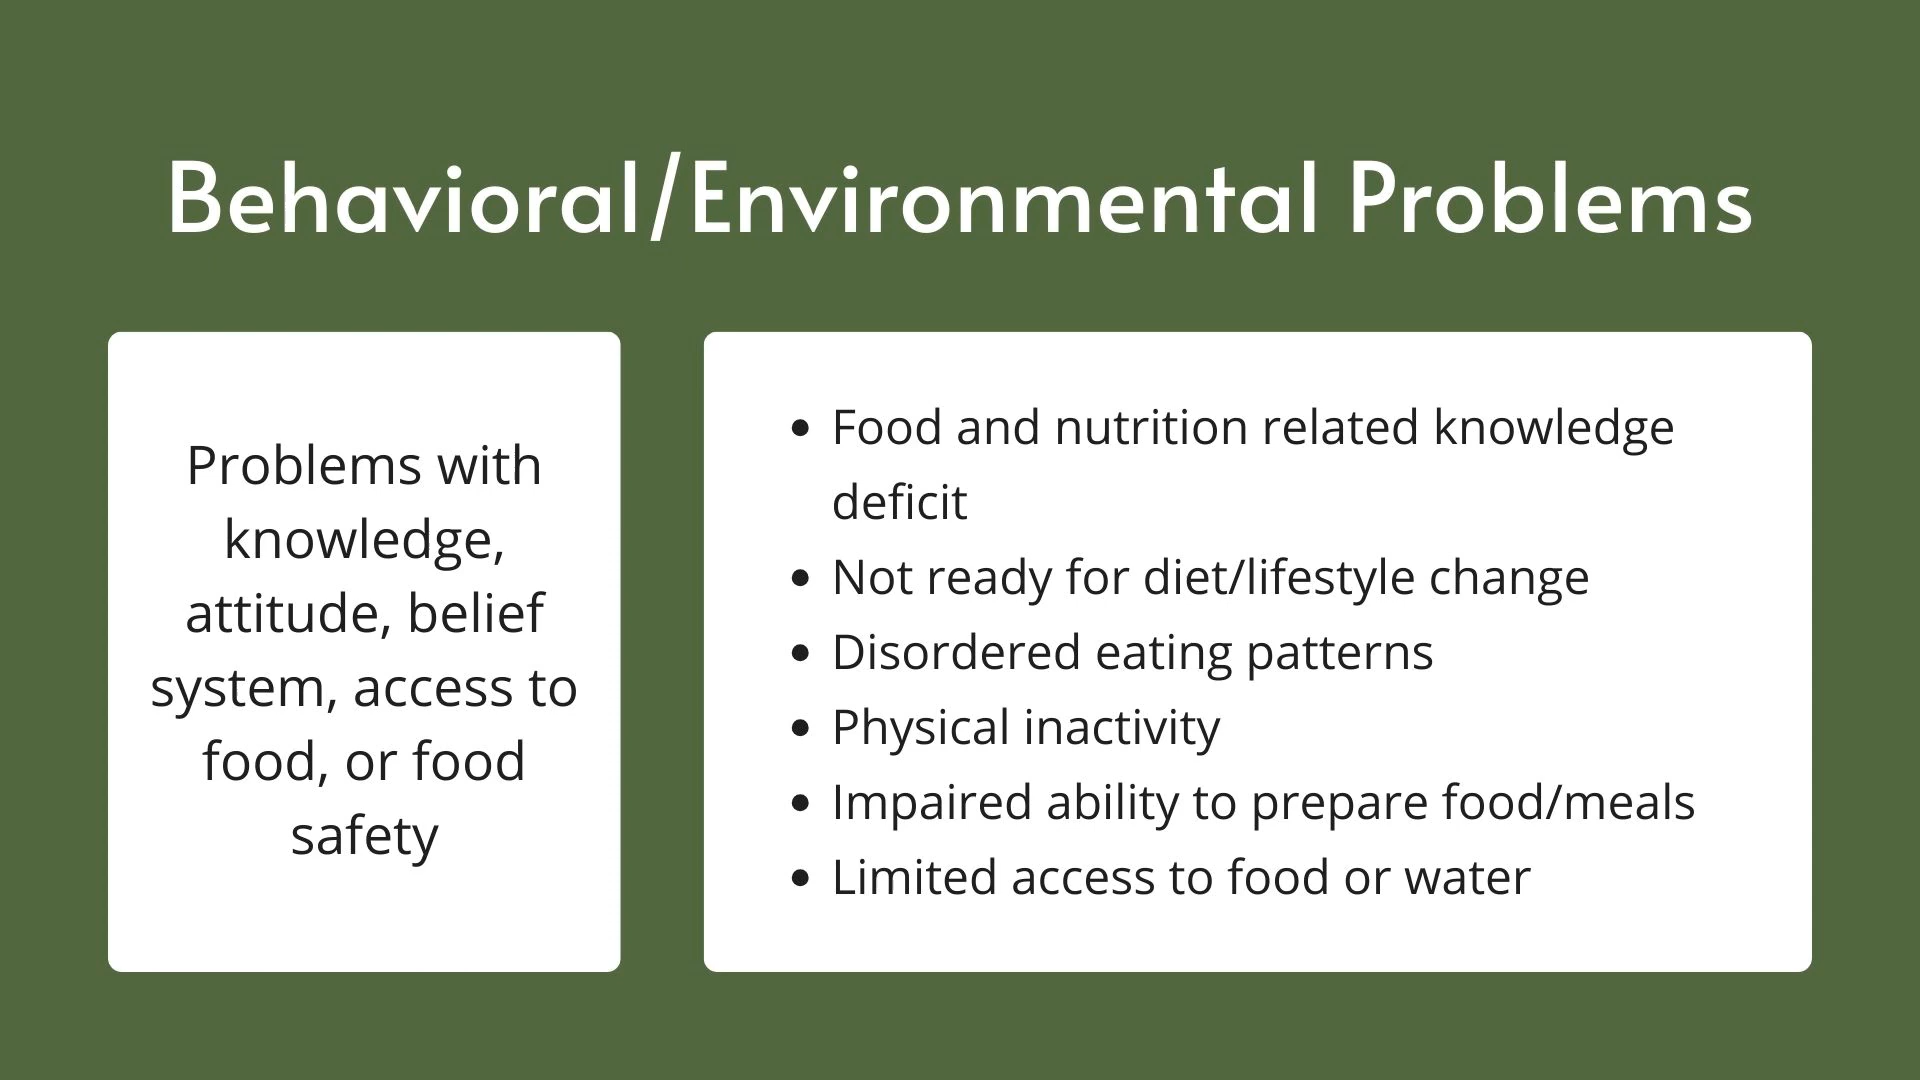 Behavioral/Environmental Problems
Problems with
knowledge,
attitude, belief
system, access to
food, or food
safety
• Food and nutrition related knowledge
deficit
• Not ready for diet/lifestyle change
• Disordered eating patterns
• Physical inactivity
• Impaired ability to prepare food/meals
• Limited access to food or water